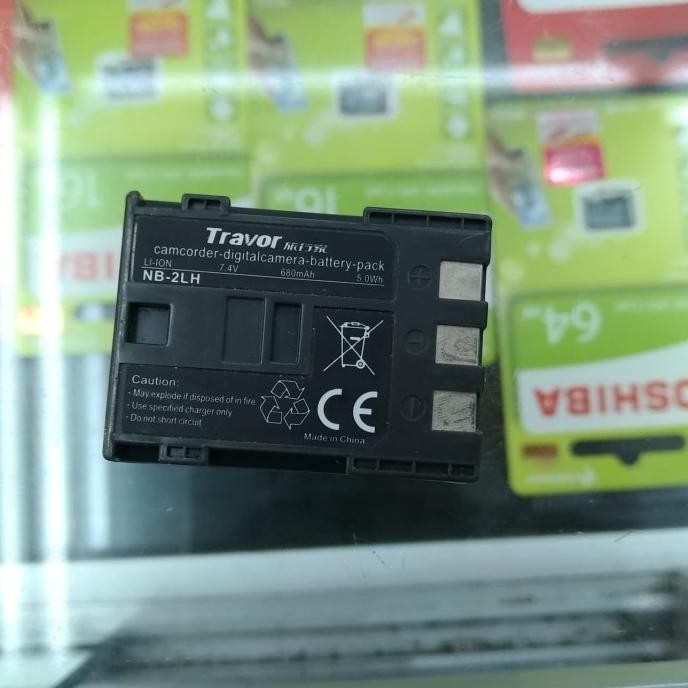 Travor 旅行家
camcorder-digitalcamera-battery-pack
LI-ION 7.4V 680mAh 5.0Wh
NB-2LH
Caution:
- May explode if disposed of in fire
- Use specified charger only
- Do not short circuit
CE
Made in China
16
16
64
TOSHIBA